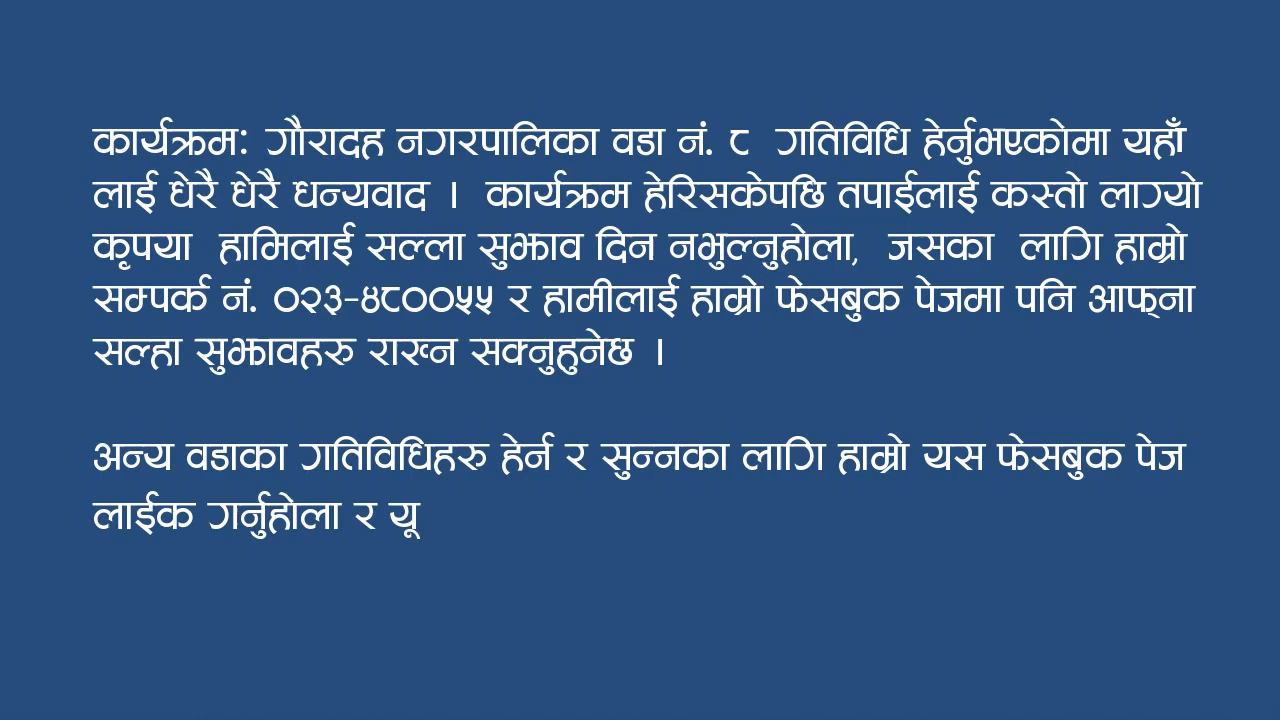 कार्यक्रम: गौरादह नगरपालिका वडा नं. ८ गतिविधि हेर्नुभएकोमा यहाँ
लाई धेरै धेरै धन्यवाद । कार्यक्रम हेरिसकेपछि तपाईलाई कस्तो लाग्यो
कृपया हामिलाई सल्ला सुझाव दिन नभुल्नुहोला, जसका लागि हाम्रो
सम्पर्क नं. ०२३-४८००५५ र हामीलाई हाम्रो फेसबुक पेजमा पनि आफ्ना
सल्हा सुझावहरु राख्न सक्नुहुनेछ ।
अन्य वडाका गतिविधिहरु हेर्न र सुन्नका लागि हाम्रो यस फेसबुक पेज
लाईक गर्नुहोला र यू